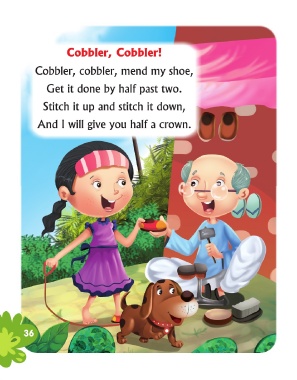 Cobbler, Cobbler!
Cobbler, cobbler, mend my shoe,
Get it done by half past two.
Stitch it up and stitch it down,
And I will give you half a crown.
36